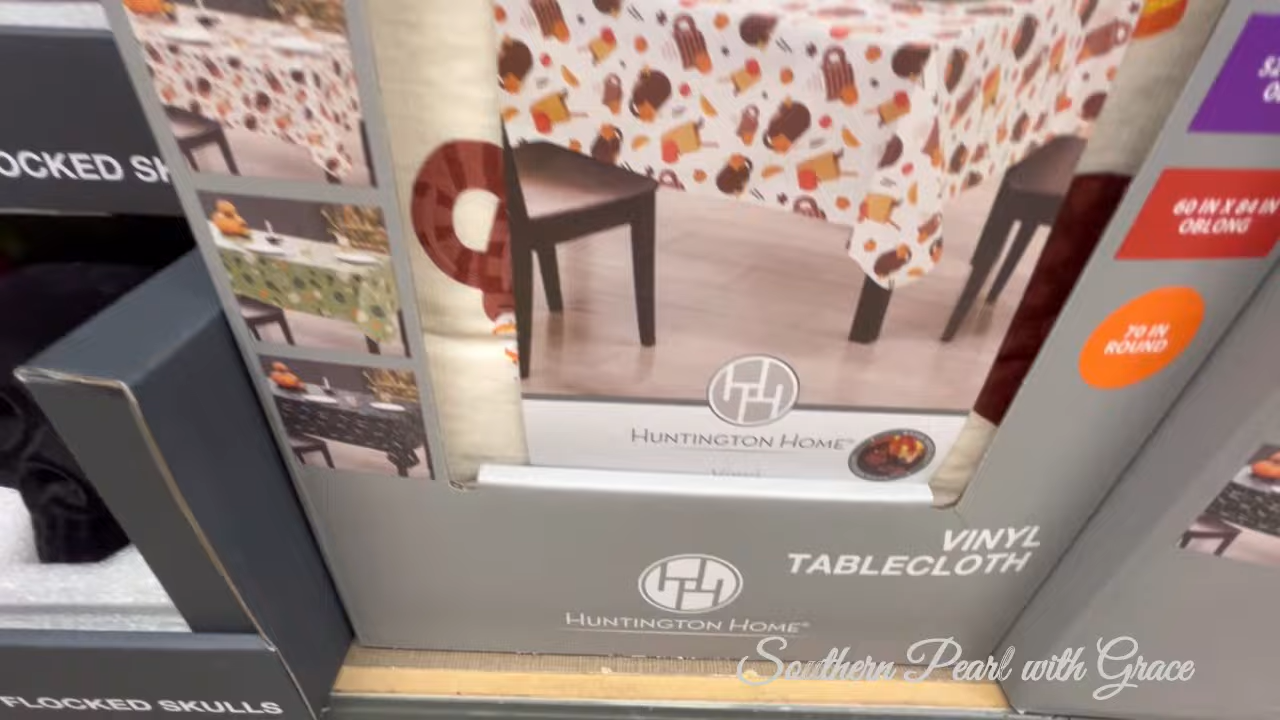 OCKED SK
60 IN X 84 IN
OBLONG
70 IN
ROUND
HUNTINGTON HOME®
VINYL
TABLECLOTH
HUNTINGTON HOME®
FLOCKED SKULLS
Southern Pearl with Grace